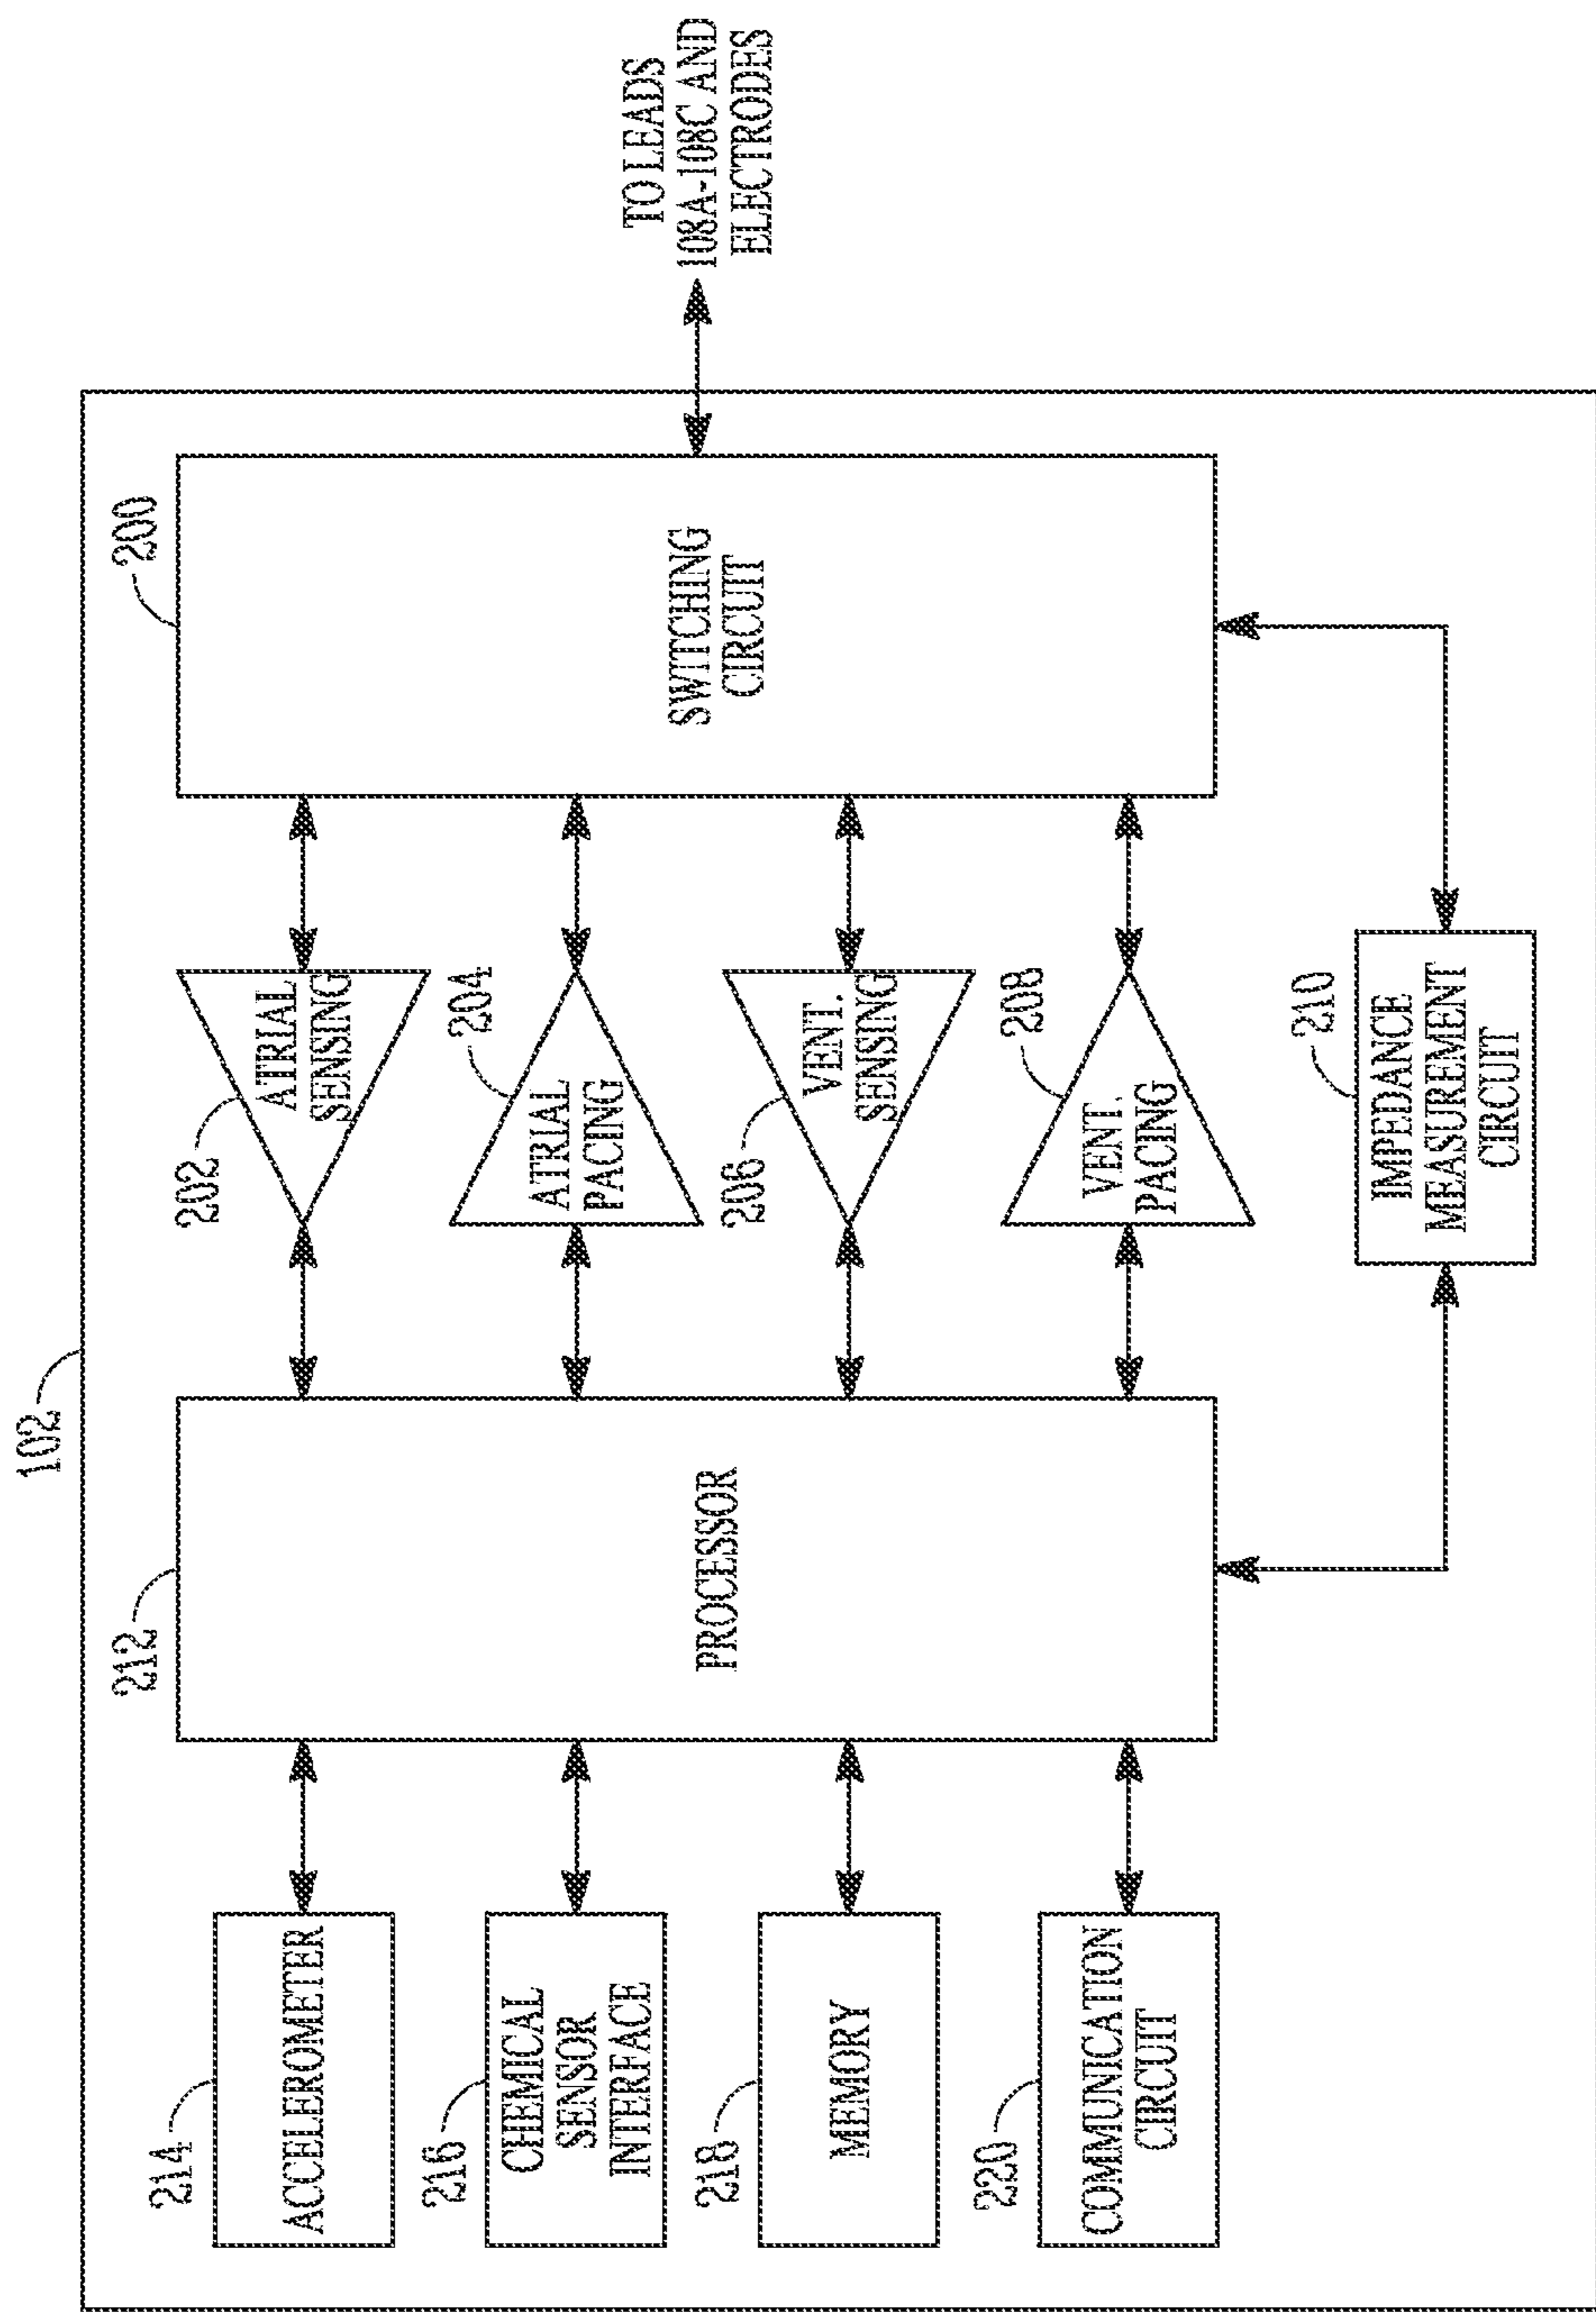 102
214
ACCELEROMETER
216
CHEMICAL
SENSOR
INTERFACE
218
MEMORY
220
COMMUNICATION
CIRCUIT
212
PROCESSOR
202
ATRIAL
SENSING
204
ATRIAL
PACING
206
VENT.
SENSING
208
VENT.
PACING
210
IMPEDANCE
MEASUREMENT
CIRCUIT
200
SWITCHING
CIRCUIT
TO LEADS
108A-108C AND
ELECTRODES